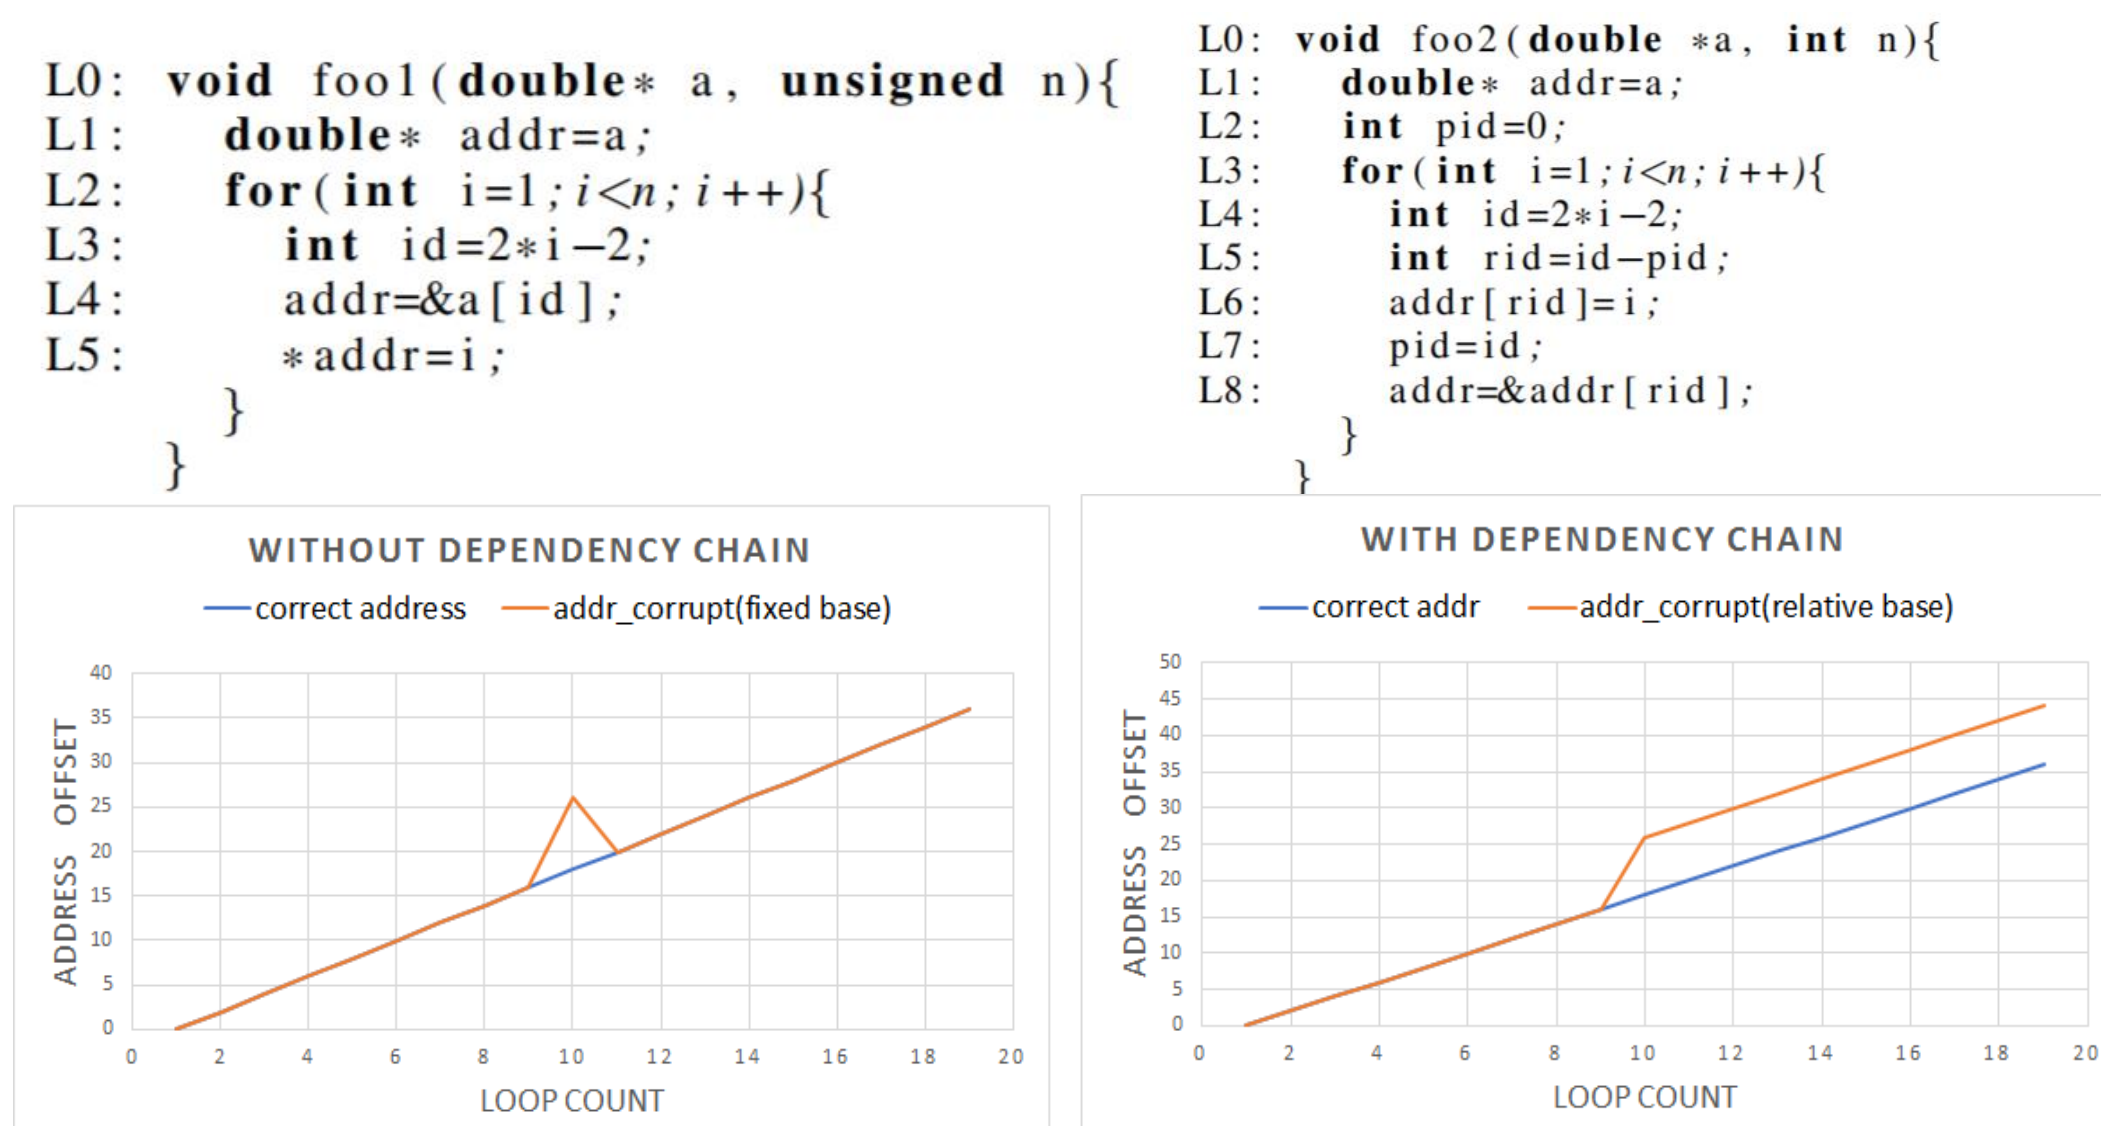 L0: void foo1(double* a, unsigned n){
L1: double* addr=a;
L2: for(int i=1;i<n;i++){
L3: int id=2*i−2;
L4: addr=&a[id];
L5: *addr=i;
}
}
L0: void foo2(double *a, int n){
L1: double* addr=a;
L2: int pid=0;
L3: for(int i=1;i<n;i++){
L4: int id=2*i−2;
L5: int rid=id−pid;
L6: addr[rid]=i;
L7: pid=id;
L8: addr=&addr[rid];
}
}
WITHOUT DEPENDENCY CHAIN
correct address addr_corrupt(fixed base)
ADDRESS OFFSET
40
35
30
25
20
15
10
5
0
0 2 4 6 8 10 12 14 16 18 20
LOOP COUNT
WITH DEPENDENCY CHAIN
correct addr addr_corrupt(relative base)
ADDRESS OFFSET
50
45
40
35
30
25
20
15
10
5
0
0 2 4 6 8 10 12 14 16 18 20
LOOP COUNT